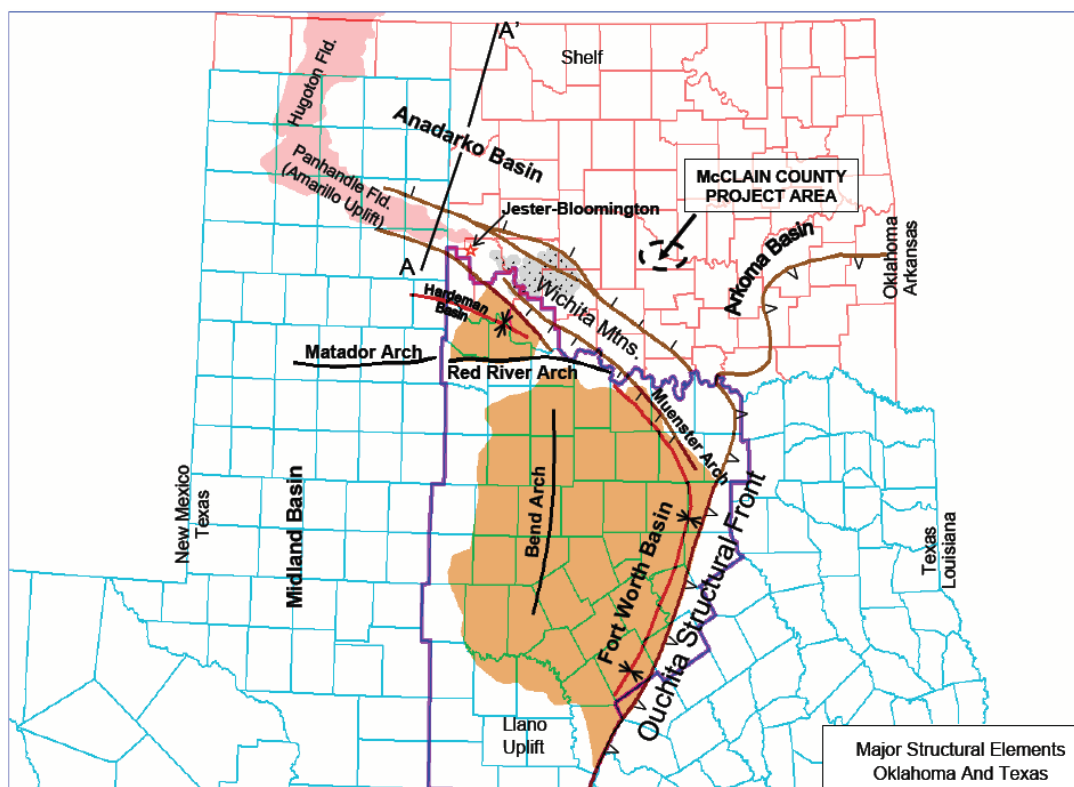 A'
Shelf
Hugoton Fld.
Anadarko Basin
Panhandle Fld.
(Amarillo Uplift)
McCLAIN COUNTY
PROJECT AREA
Jester-Bloomington
A
Arkoma Basin
Oklahoma
Arkansas
Wichita Mtns.
Hardeman
Basin
Matador Arch
Red River Arch
Muenster Arch
Bend Arch
New Mexico
Texas
Midland Basin
Fort Worth Basin
Ouchita Structural Front
Texas
Louisiana
Llano
Uplift
Major Structural Elements
Oklahoma And Texas